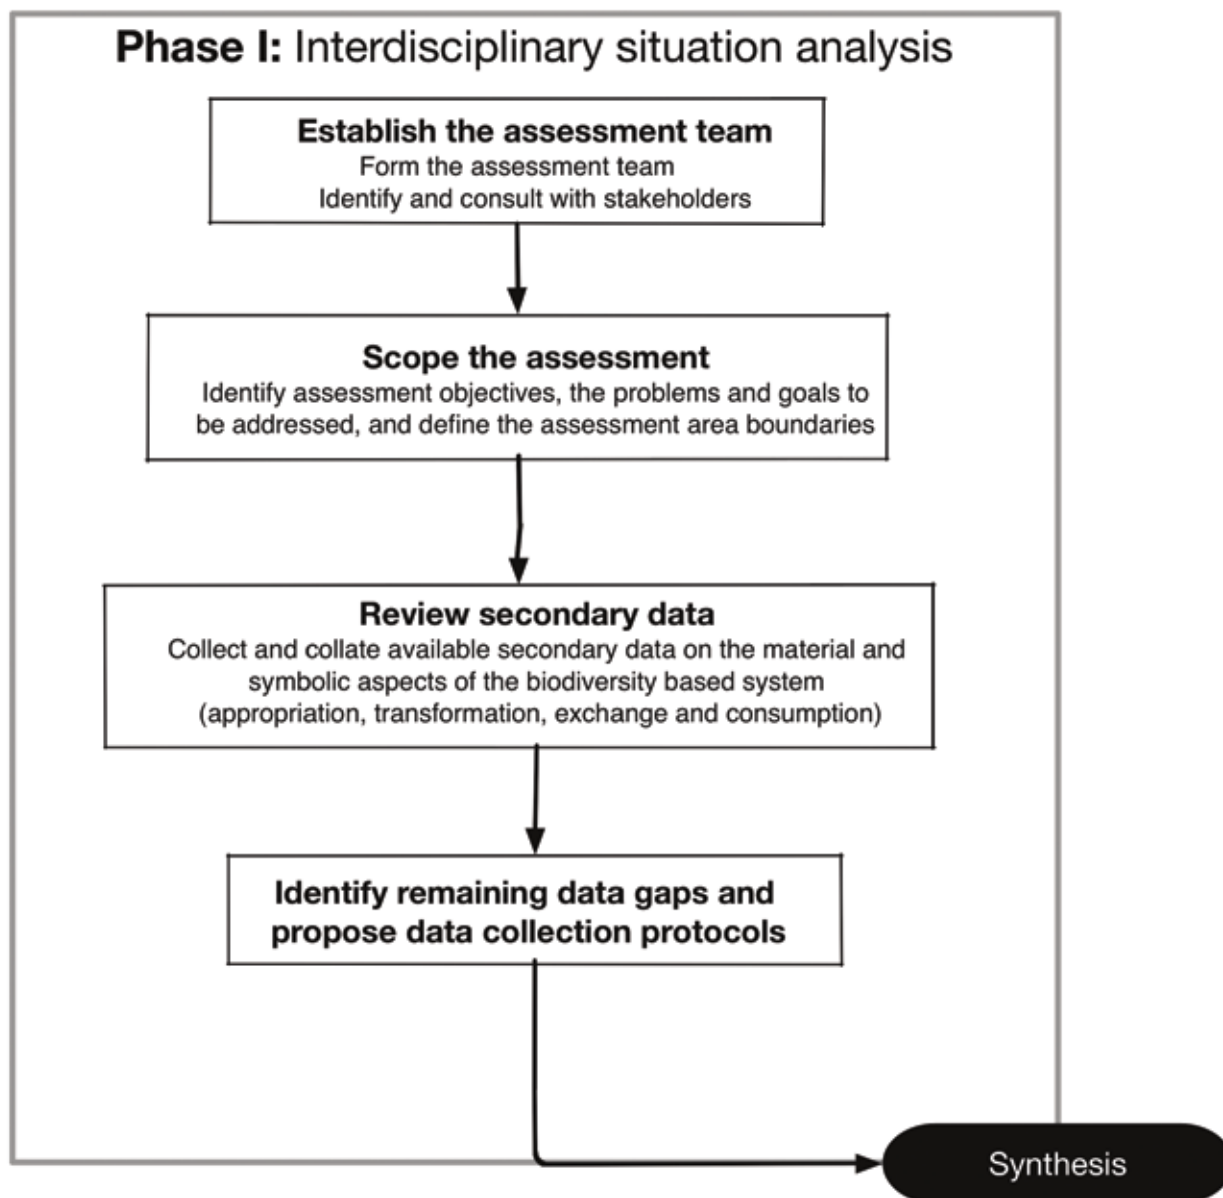 Phase I: Interdisciplinary situation analysis
Establish the assessment team
Form the assessment team
Identify and consult with stakeholders
Scope the assessment
Identify assessment objectives, the problems and goals to
be addressed, and define the assessment area boundaries
Review secondary data
Collect and collate available secondary data on the material and
symbolic aspects of the biodiversity based system
(appropriation, transformation, exchange and consumption)
Identify remaining data gaps and
propose data collection protocols
Synthesis